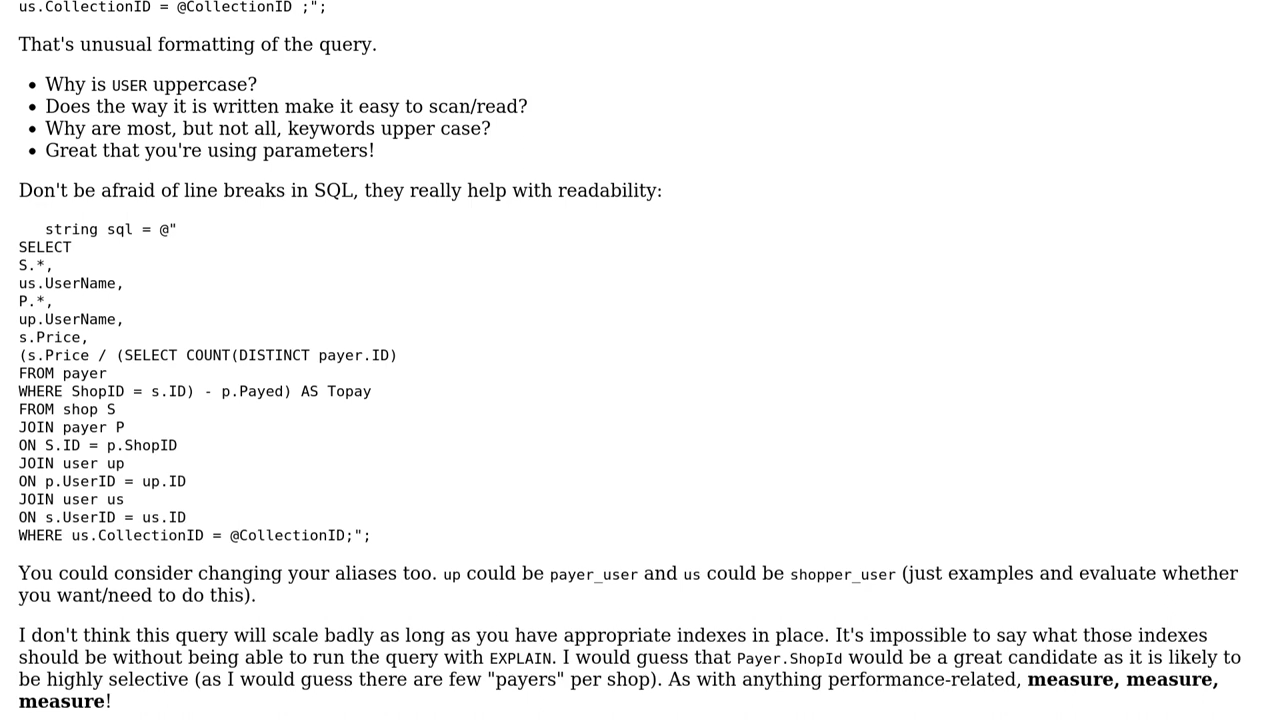 us.CollectionID = @CollectionID ;";
That's unusual formatting of the query.
• Why is USER uppercase?
• Does the way it is written make it easy to scan/read?
• Why are most, but not all, keywords upper case?
• Great that you're using parameters!
Don't be afraid of line breaks in SQL, they really help with readability:
string sql = @"
SELECT
S.*,
us.UserName,
P.*,
up.UserName,
s.Price,
(s.Price / (SELECT COUNT(DISTINCT payer.ID)
FROM payer
WHERE ShopID = s.ID) - p.Payed) AS Topay
FROM shop S
JOIN payer P
ON S.ID = p.ShopID
JOIN user up
ON p.UserID = up.ID
JOIN user us
ON s.UserID = us.ID
WHERE us.CollectionID = @CollectionID;";
You could consider changing your aliases too. up could be payer_user and us could be shopper_user (just examples and evaluate whether
you want/need to do this).
I don't think this query will scale badly as long as you have appropriate indexes in place. It's impossible to say what those indexes
should be without being able to run the query with EXPLAIN. I would guess that Payer.ShopId would be a great candidate as it is likely to
be highly selective (as I would guess there are few "payers" per shop). As with anything performance-related, measure, measure,
measure!